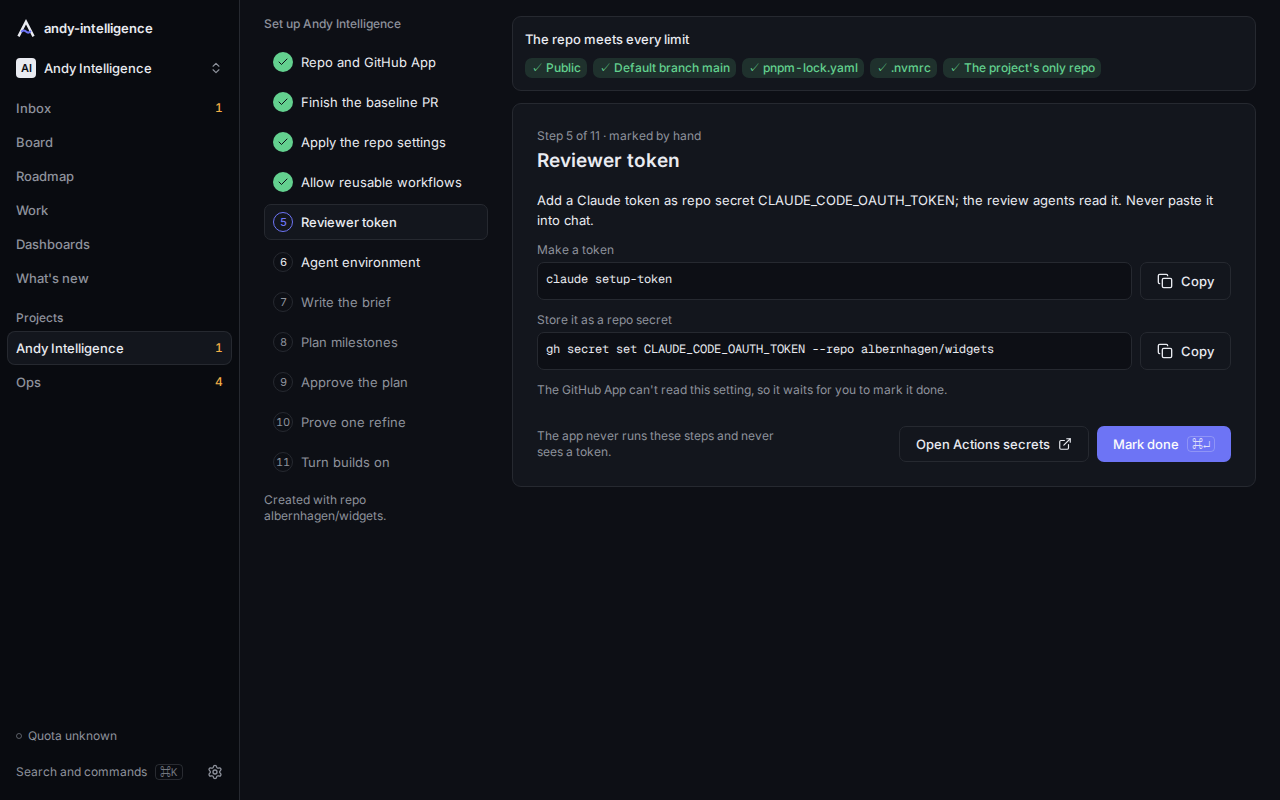 andy-intelligence
AI Andy Intelligence
Inbox 1
Board
Roadmap
Work
Dashboards
What's new
Projects
Andy Intelligence 1
Ops 4
Quota unknown
Search and commands ⌘K
Set up Andy Intelligence
Repo and GitHub App
Finish the baseline PR
Apply the repo settings
Allow reusable workflows
5 Reviewer token
6 Agent environment
7 Write the brief
8 Plan milestones
9 Approve the plan
10 Prove one refine
11 Turn builds on
Created with repo
albernhagen/widgets.
The repo meets every limit
✓ Public ✓ Default branch main ✓ pnpm-lock.yaml ✓ .nvmrc ✓ The project's only repo
Step 5 of 11 · marked by hand
Reviewer token
Add a Claude token as repo secret CLAUDE_CODE_OAUTH_TOKEN; the review agents read it. Never paste it
into chat.
Make a token
claude setup-token
Copy
Store it as a repo secret
gh secret set CLAUDE_CODE_OAUTH_TOKEN --repo albernhagen/widgets
Copy
The GitHub App can't read this setting, so it waits for you to mark it done.
The app never runs these steps and never
sees a token.
Open Actions secrets
Mark done ⌘↵